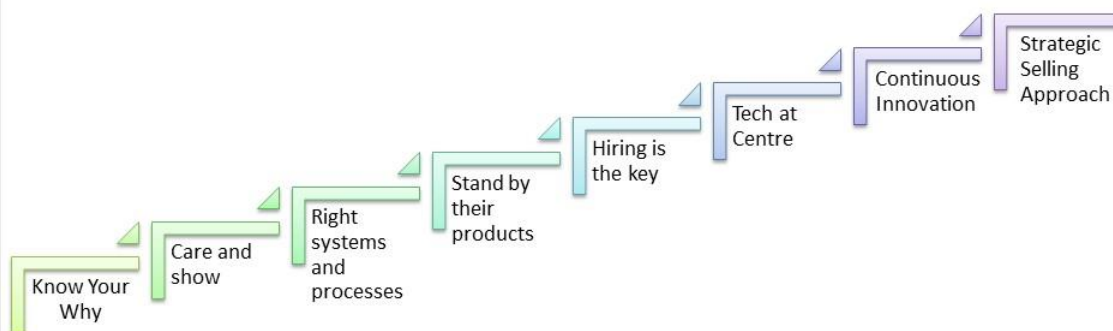 Know Your
Why
Care and
show
Right
systems
and
processes
Stand by
their
products
Hiring is
the key
Tech at
Centre
Continuous
Innovation
Strategic
Selling
Approach